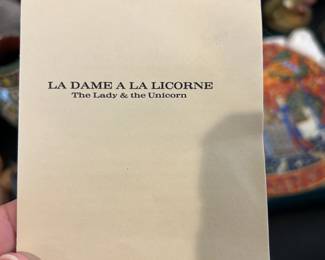 LA DAME A LA LICORNE
The Lady & the Unicorn